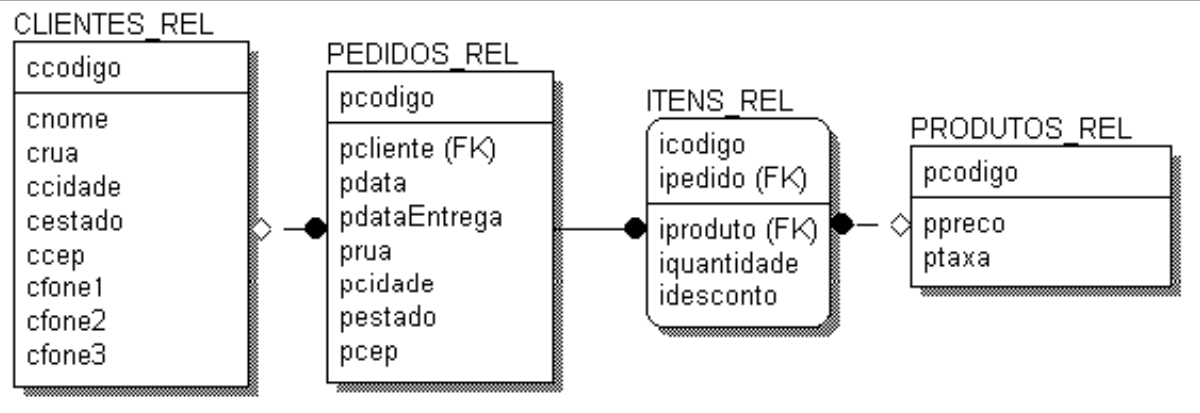 CLIENTES_REL
ccodigo
cnome
crua
ccidade
cestado
ccep
cfone1
cfone2
cfone3
PEDIDOS_REL
pcodigo
pcliente (FK)
pdata
pdataEntrega
prua
pcidade
pestado
pcep
ITENS_REL
icodigo
ipedido (FK)
iproduto (FK)
iquantidade
idesconto
PRODUTOS_REL
pcodigo
ppreco
ptaxa